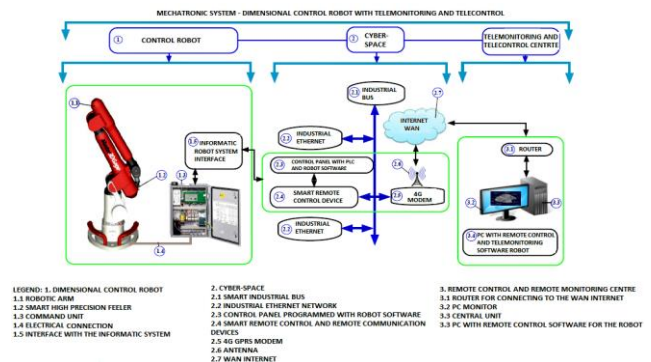 MECHATRONIC SYSTEM - DIMENSIONAL CONTROL ROBOT WITH TELEMONITORING AND TELECONTROL
1 CONTROL ROBOT
2 CYBER-
SPACE
TELEMONITORING AND
TELECONTROL CENTRTE
2.1 INDUSTRIAL
BUS
2.7
INTERNET
WAN
2.2 INDUSTRIAL
ETHERNET
INFORMATIC
ROBOT SYSTEM
INTERFACE
3.1 ROUTER
2.3 CONTROL PANEL WITH PLC
AND ROBOT SOFTWARE
2.4 SMART REMOTE
CONTROL DEVICE
2.6
2.5 4G
MODEM
1.2
1.3
3.2
2.2 INDUSTRIAL
ETHERNET
PC WITH REMOTE CONTROL
AND TELEMONITORING
SOFTWARE ROBOT
1.4
LEGEND: 1. DIMENSIONAL CONTROL ROBOT
1.1 ROBOTIC ARM
1.2 SMART HIGH PRECISION FEELER
1.3 COMMAND UNIT
1.4 ELECTRICAL CONNECTION
1.5 INTERFACE WITH THE INFORMATIC SYSTEM
2. CYBER-SPACE
2.1 SMART INDUSTRIAL BUS
2.2 INDUSTRIAL ETHERNET NETWORK
2.3 CONTROL PANEL PROGRAMMED WITH ROBOT SOFTWARE
2.4 SMART REMOTE CONTROL AND REMOTE COMMUNICATION
DEVICES
2.5 4G GPRS MODEM
2.6 ANTENNA
2.7 WAN INTERNET
3. REMOTE CONTROL AND REMOTE MONITORING CENTRE
3.1 ROUTER FOR CONNECTING TO THE WAN INTERNET
3.2 PC MONITOR
3.3 CENTRAL UNIT
3.3 PC WITH REMOTE CONTROL SOFTWARE FOR THE ROBOT